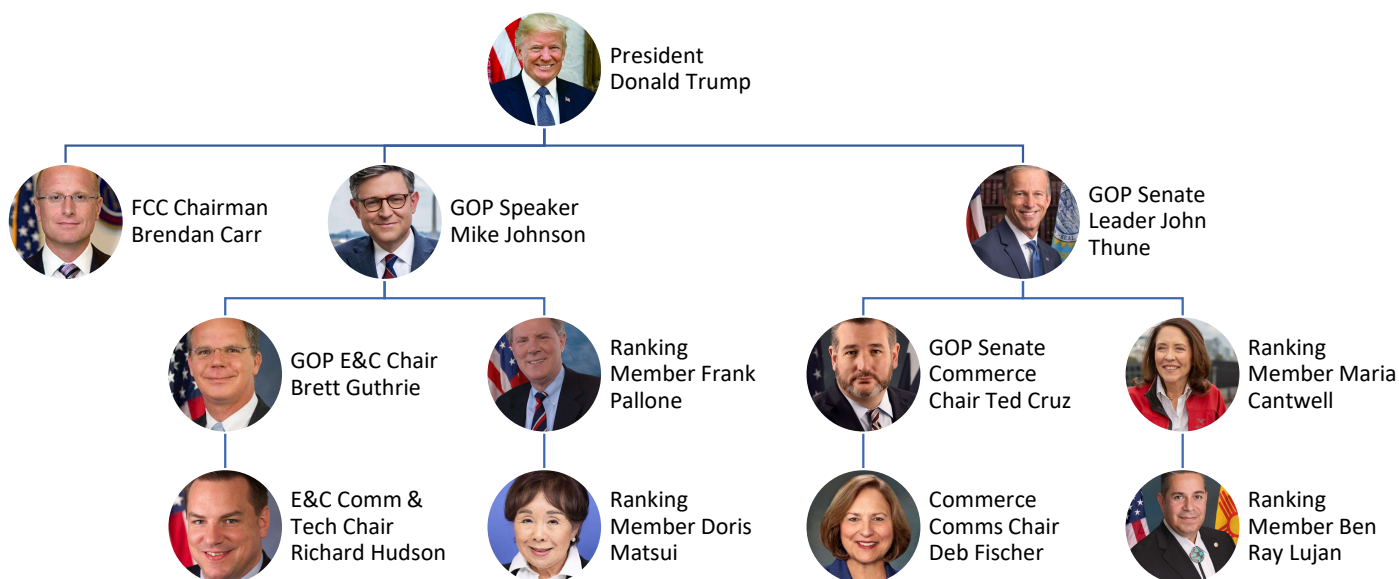 President
Donald Trump
FCC Chairman
Brendan Carr
GOP Speaker
Mike Johnson
GOP Senate
Leader John
Thune
GOP E&C Chair
Brett Guthrie
Ranking
Member Frank
Pallone
GOP Senate
Commerce
Chair Ted Cruz
Ranking
Member Maria
Cantwell
E&C Comm &
Tech Chair
Richard Hudson
Ranking
Member Doris
Matsui
Commerce
Comms Chair
Deb Fischer
Ranking
Member Ben
Ray Lujan